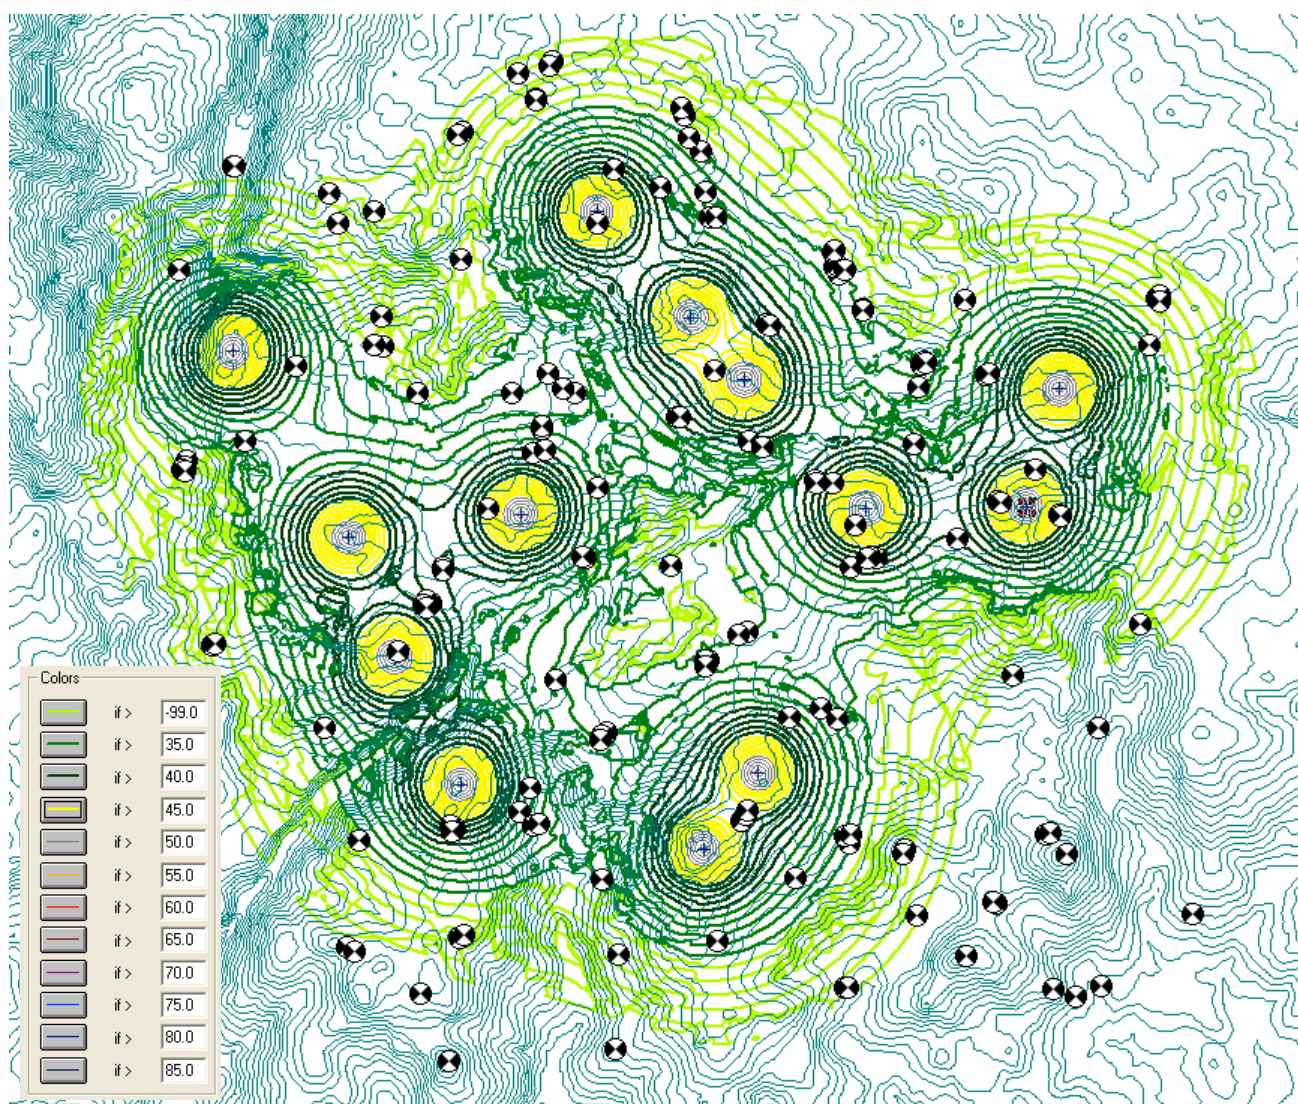 Colors
if > -99.0
if > 35.0
if > 40.0
if > 45.0
if > 50.0
if > 55.0
if > 60.0
if > 65.0
if > 70.0
if > 75.0
if > 80.0
if > 85.0